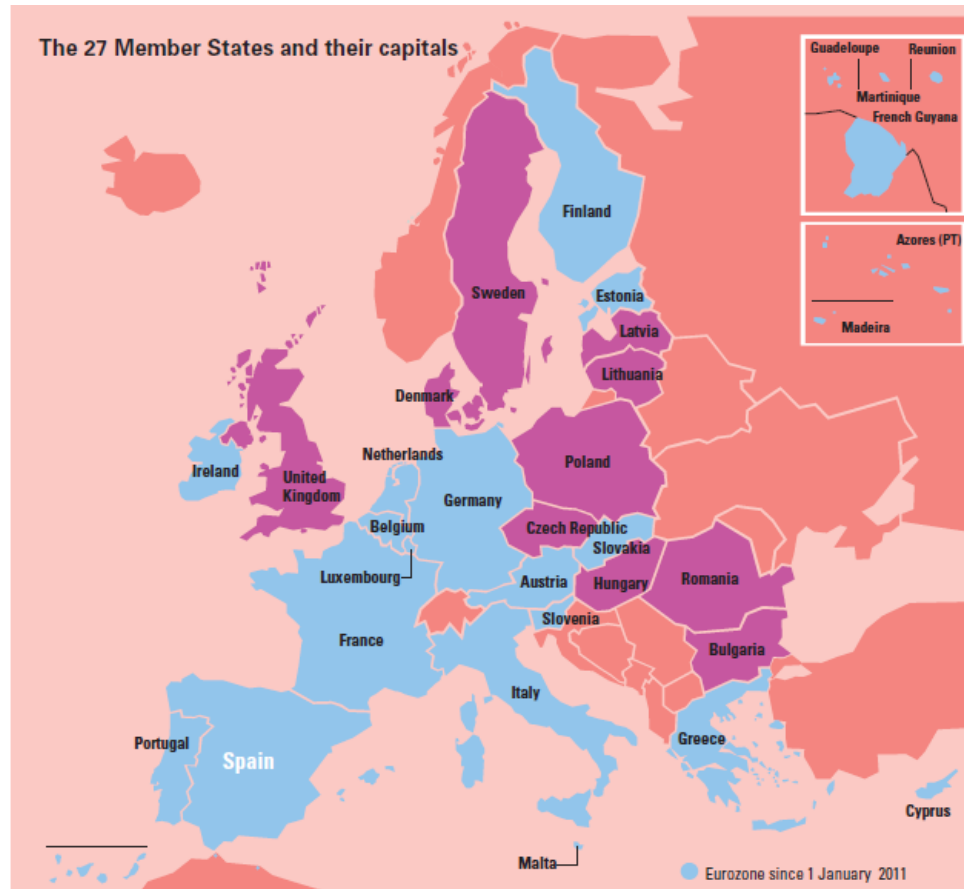 The 27 Member States and their capitals
Guadeloupe Reunion
Martinique
French Guyana
Azores (PT)
Madeira
Finland
Sweden
Estonia
Latvia
Lithuania
Denmark
Ireland
United
Kingdom
Netherlands
Poland
Germany
Belgium
Czech Republic
Slovakia
Luxembourg
Austria
Hungary
Romania
Slovenia
France
Bulgaria
Italy
Portugal
Spain
Greece
Cyprus
Malta
Eurozone since 1 January 2011